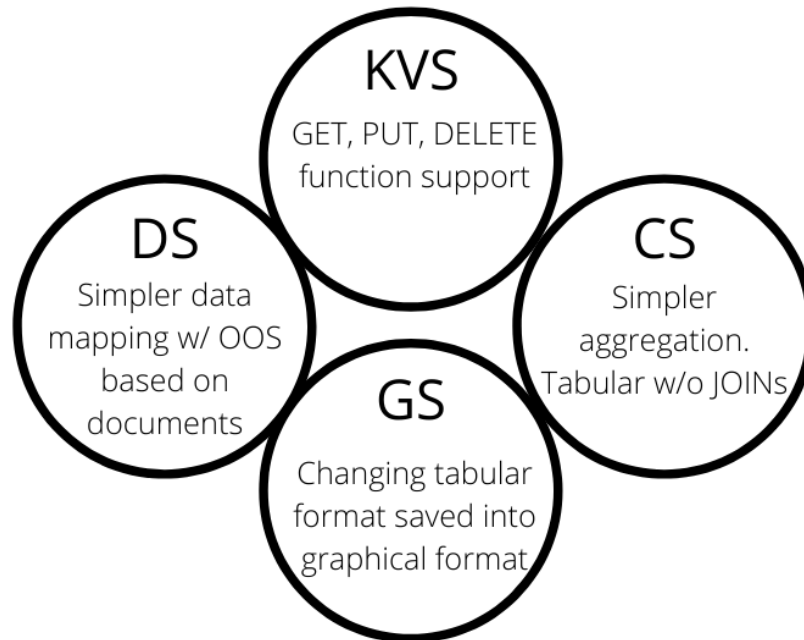 KVS
GET, PUT, DELETE
function support
DS
Simpler data
mapping w/ OOS
based on
documents
CS
Simpler
aggregation.
Tabular w/o JOINs
GS
Changing tabular
format saved into
graphical format